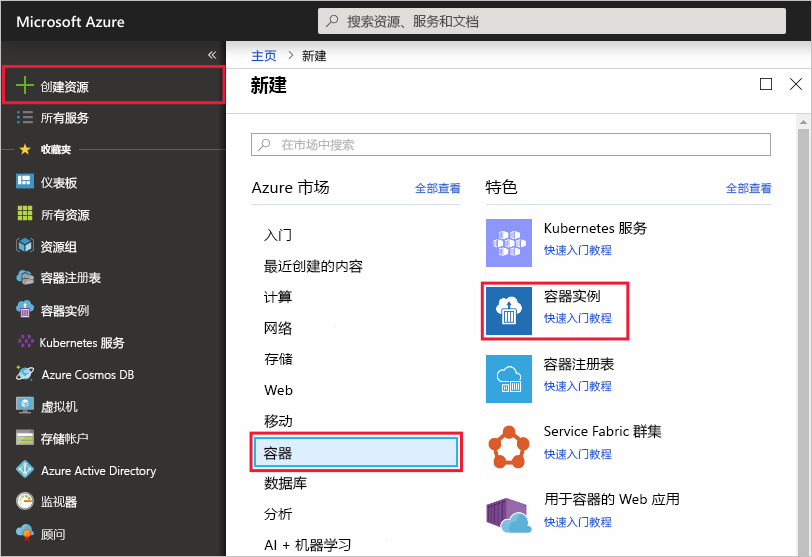 Microsoft Azure
搜索资源、服务和文档
创建资源
所有服务
收藏夹
仪表板
所有资源
资源组
容器注册表
容器实例
Kubernetes 服务
Azure Cosmos DB
虚拟机
存储帐户
Azure Active Directory
监视器
顾问
主页 > 新建
新建
在市场中搜索
Azure 市场 全部查看
入门
最近创建的内容
计算
网络
存储
Web
移动
容器
数据库
分析
AI + 机器学习
特色 全部查看
Kubernetes 服务
快速入门教程
容器实例
快速入门教程
容器注册表
快速入门教程
Service Fabric 群集
快速入门教程
用于容器的 Web 应用
快速入门教程